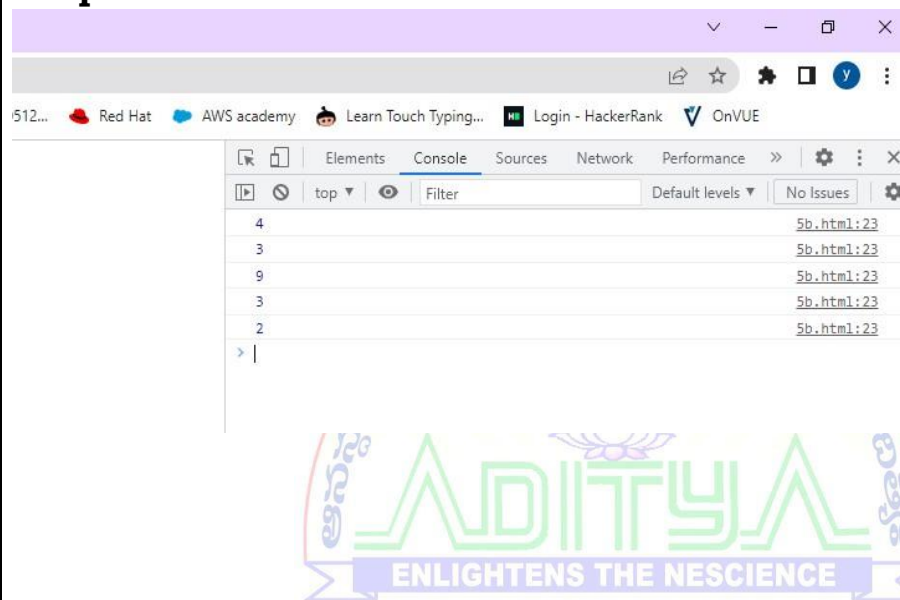 512... Red Hat AWS academy Learn Touch Typing... Login - HackerRank OnVUE
y
Elements Console Sources Network Performance »
top ▼ Filter Default levels ▼ No Issues
4 5b.html:23
3 5b.html:23
9 5b.html:23
3 5b.html:23
2 5b.html:23
>
ADITYA
ENLIGHTENS THE NESCIENCE